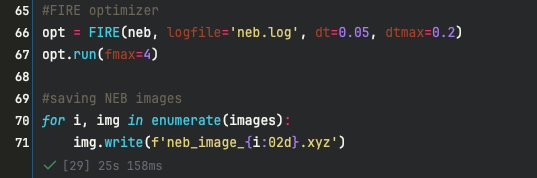 65 #FIRE optimizer
66 opt = FIRE(neb, logfile='neb.log', dt=0.05, dtmax=0.2)
67 opt.run(fmax=4)
68
69 #saving NEB images
70 for i, img in enumerate(images):
71     img.write(f'neb_image_{i:02d}.xyz')
✓ [29] 25s 158ms